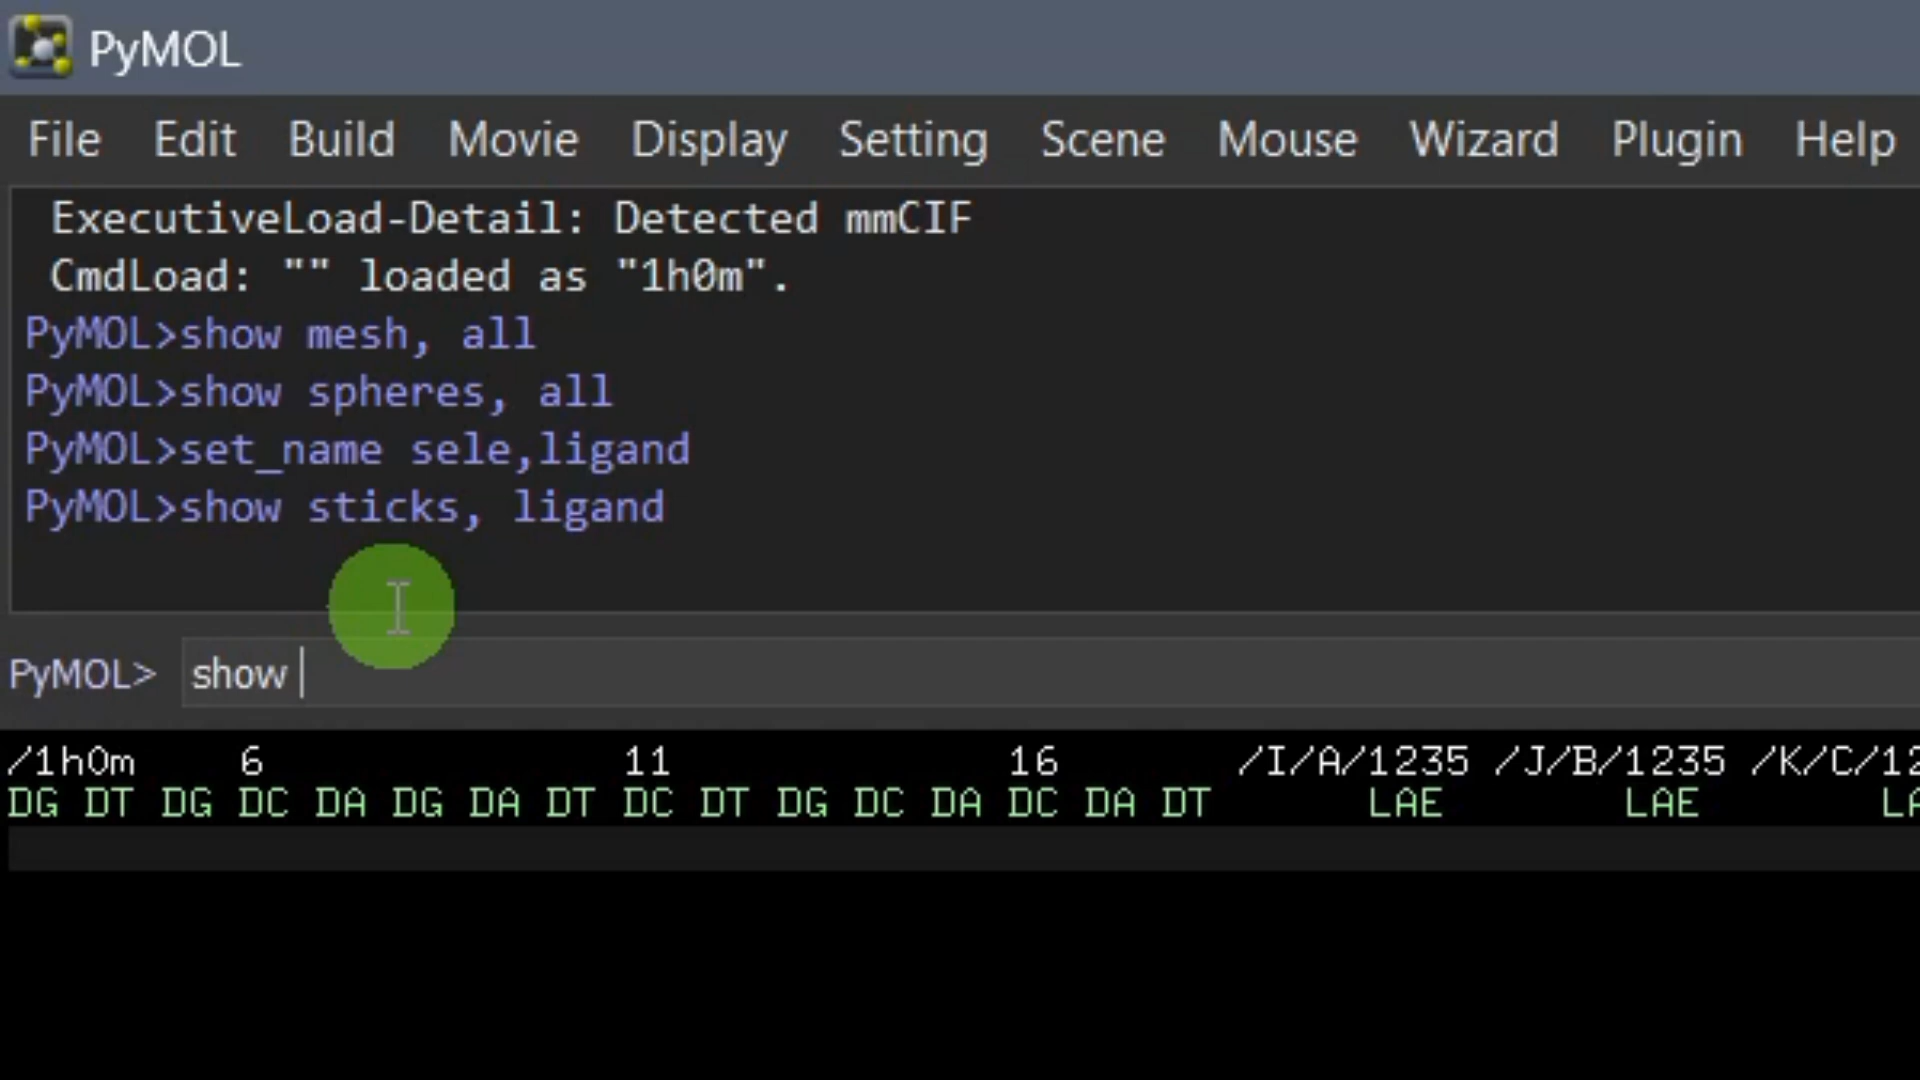 PyMOL
File Edit Build Movie Display Setting Scene Mouse Wizard Plugin Help
ExecutiveLoad-Detail: Detected mmCIF
CmdLoad: "" loaded as "1h0m".
PyMOL>show mesh, all
PyMOL>show spheres, all
PyMOL>set_name sele,ligand
PyMOL>show sticks, ligand
PyMOL> show
/1h0m 6 11 16 /I/A/1235 /J/B/1235 /K/C/12
DG DT DG DC DA DG DA DT DC DT DG DC DA DC DA DT LAE LAE LA